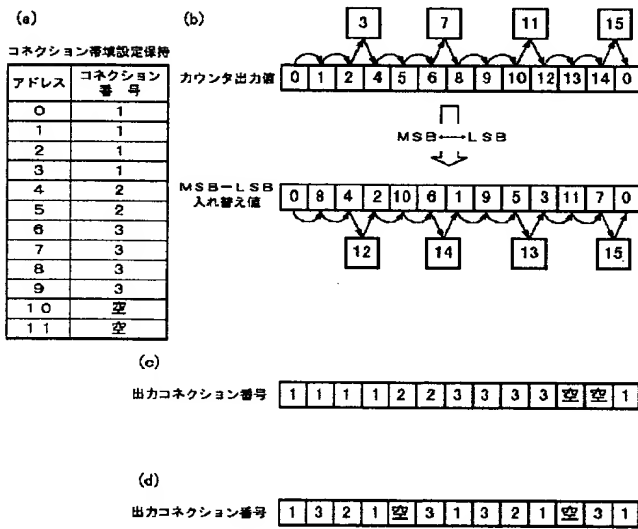 (a)
コネクション帯域設定保持
アドレス コネクション番号
0 1
1 1
2 1
3 1
4 2
5 2
6 3
7 3
8 3
9 3
10 空
11 空
(b)
3 7 11 15
カウンタ出力値 0 1 2 4 5 6 8 9 10 12 13 14 0
MSB↔LSB
MSB-LSB
入れ替え値 0 8 4 2 10 6 1 9 5 3 11 7 0
12 14 13 15
(c)
出力コネクション番号 1 1 1 1 2 2 3 3 3 3 空 空 1
(d)
出力コネクション番号 1 3 2 1 空 3 1 3 2 1 空 3 1